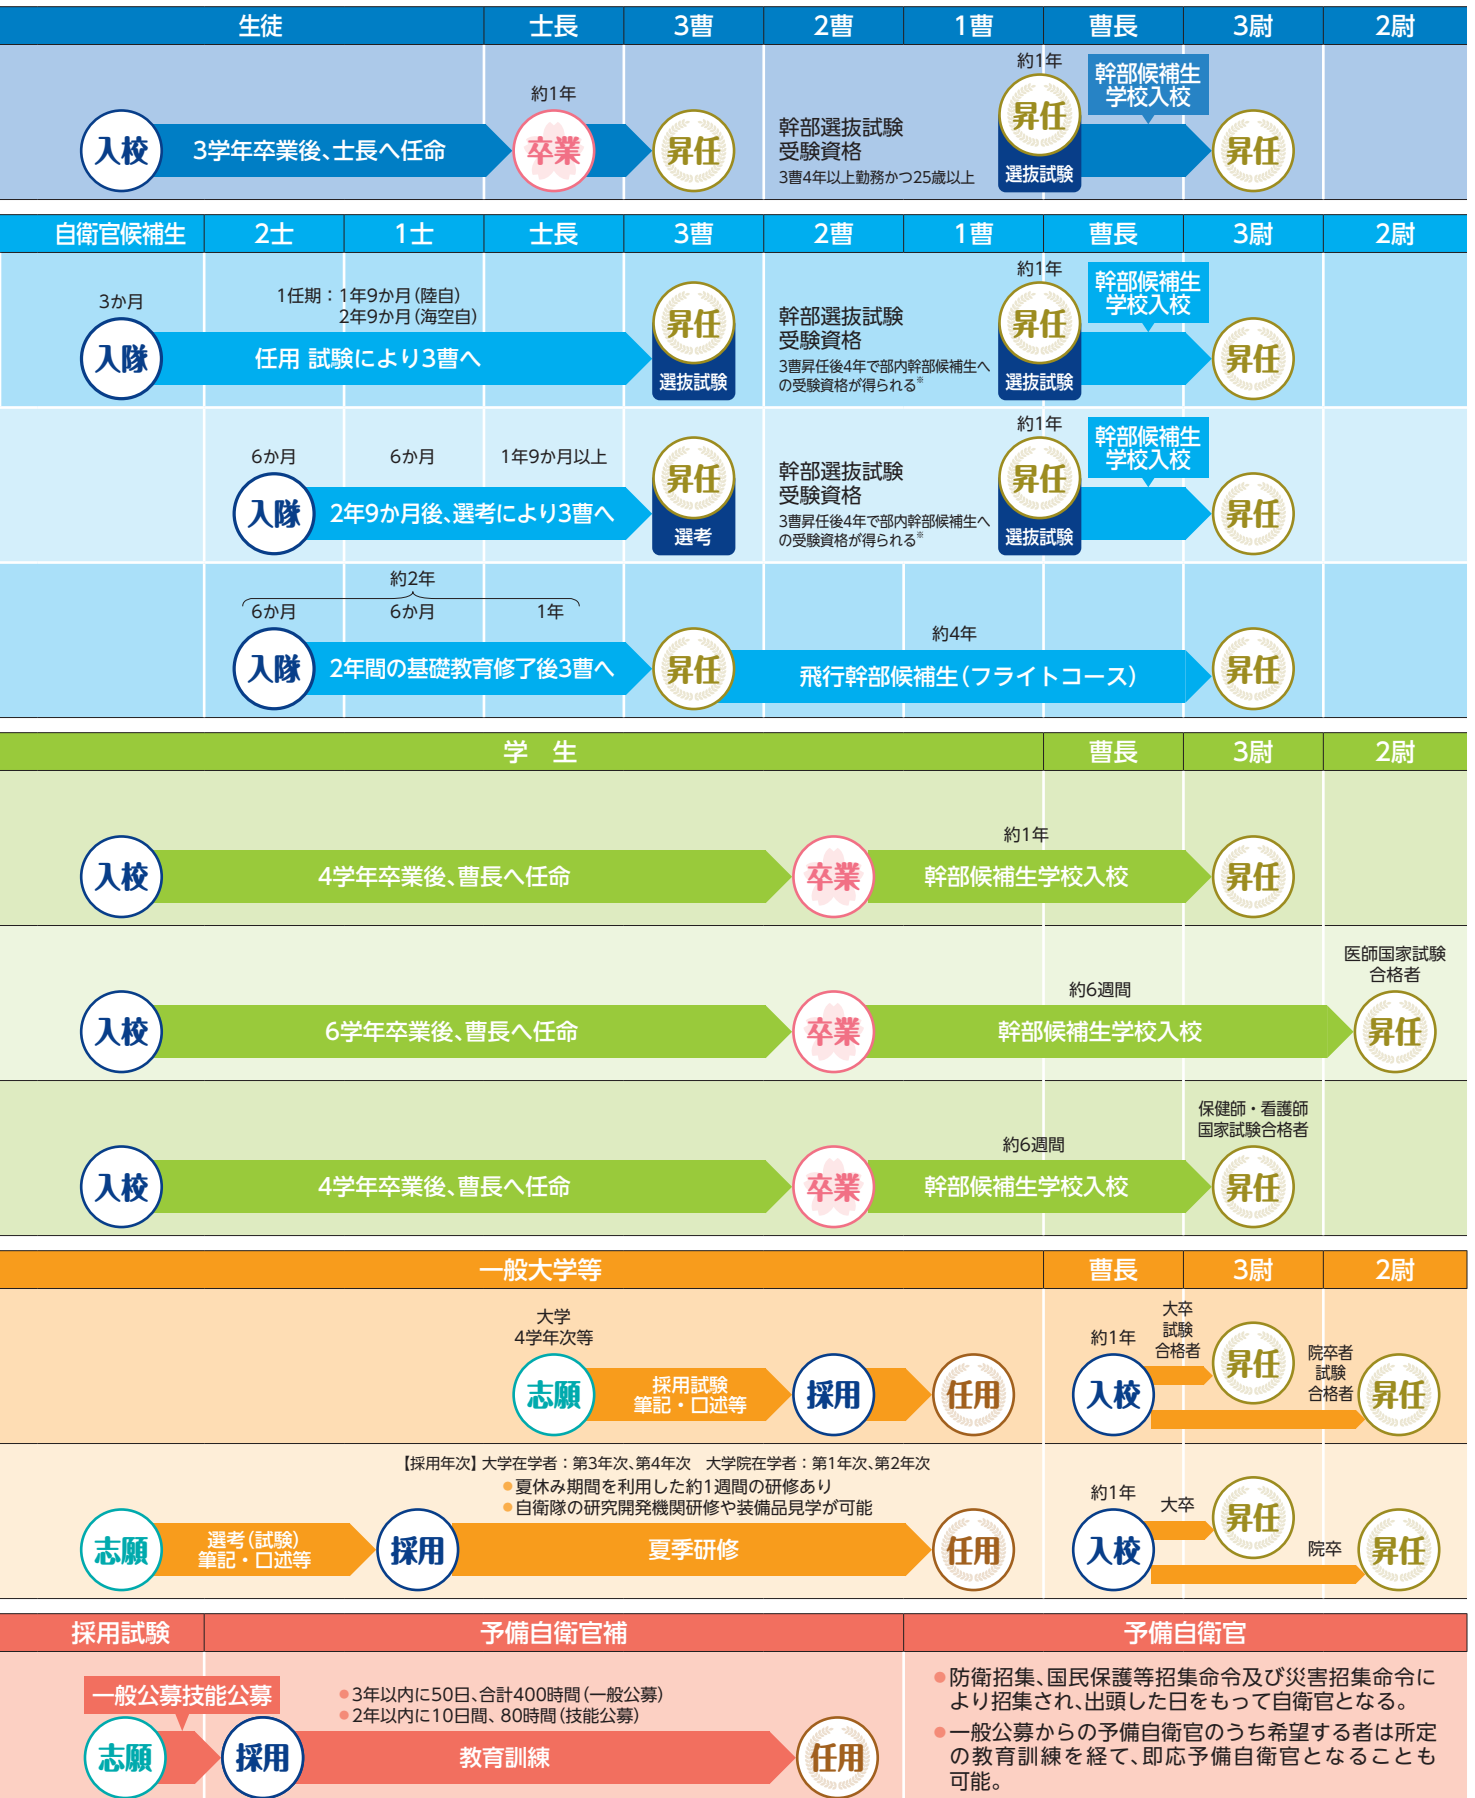 生徒 士長 3曹 2曹 1曹 曹長 3尉 2尉
約1年
約1年
幹部候補生
学校入校
入校
3学年卒業後、士長へ任命
卒業
昇任
幹部選抜試験
受験資格
3曹4年以上勤務かつ25歳以上
昇任
選抜試験
昇任
自衛官候補生 2士 1士 士長 3曹 2曹 1曹 曹長 3尉 2尉
3か月
1任期：1年9か月（陸自）
2年9か月（海空自）
約1年
幹部候補生
学校入校
入隊
任用 試験により3曹へ
昇任
選抜試験
幹部選抜試験
受験資格
3曹昇任後4年で部内幹部候補生へ
の受験資格が得られる※
昇任
選抜試験
昇任
6か月 6か月 1年9か月以上
約1年
幹部候補生
学校入校
入隊
2年9か月後、選考により3曹へ
昇任
選考
幹部選抜試験
受験資格
3曹昇任後4年で部内幹部候補生へ
の受験資格が得られる※
昇任
選抜試験
昇任
約2年
6か月 6か月 1年
約4年
入隊
2年間の基礎教育修了後3曹へ
昇任
飛行幹部候補生（フライトコース）
昇任
学 生 曹長 3尉 2尉
約1年
入校
4学年卒業後、曹長へ任命
卒業
幹部候補生学校入校
昇任
医師国家試験
合格者
約6週間
入校
6学年卒業後、曹長へ任命
卒業
幹部候補生学校入校
昇任
保健師・看護師
国家試験合格者
約6週間
入校
4学年卒業後、曹長へ任命
卒業
幹部候補生学校入校
昇任
一般大学等 曹長 3尉 2尉
大学
4学年次等
志願
採用試験
筆記・口述等
採用
任用
約1年
入校
大卒
試験
合格者
昇任
院卒者
試験
合格者
昇任
【採用年次】大学在学者：第3年次、第4年次 大学院在学者：第1年次、第2年次
●夏休み期間を利用した約1週間の研修あり
●自衛隊の研究開発機関研修や装備品見学が可能
志願
選考（試験）
筆記・口述等
採用
夏季研修
任用
約1年
入校
大卒
昇任
院卒
昇任
採用試験 予備自衛官補 予備自衛官
一般公募技能公募
●3年以内に50日、合計400時間（一般公募）
●2年以内に10日間、80時間（技能公募）
志願
採用
教育訓練
任用
●防衛招集、国民保護等招集命令及び災害招集命令に
より招集され、出頭した日をもって自衛官となる。
●一般公募からの予備自衛官のうち希望する者は所定
の教育訓練を経て、即応予備自衛官となることも
可能。